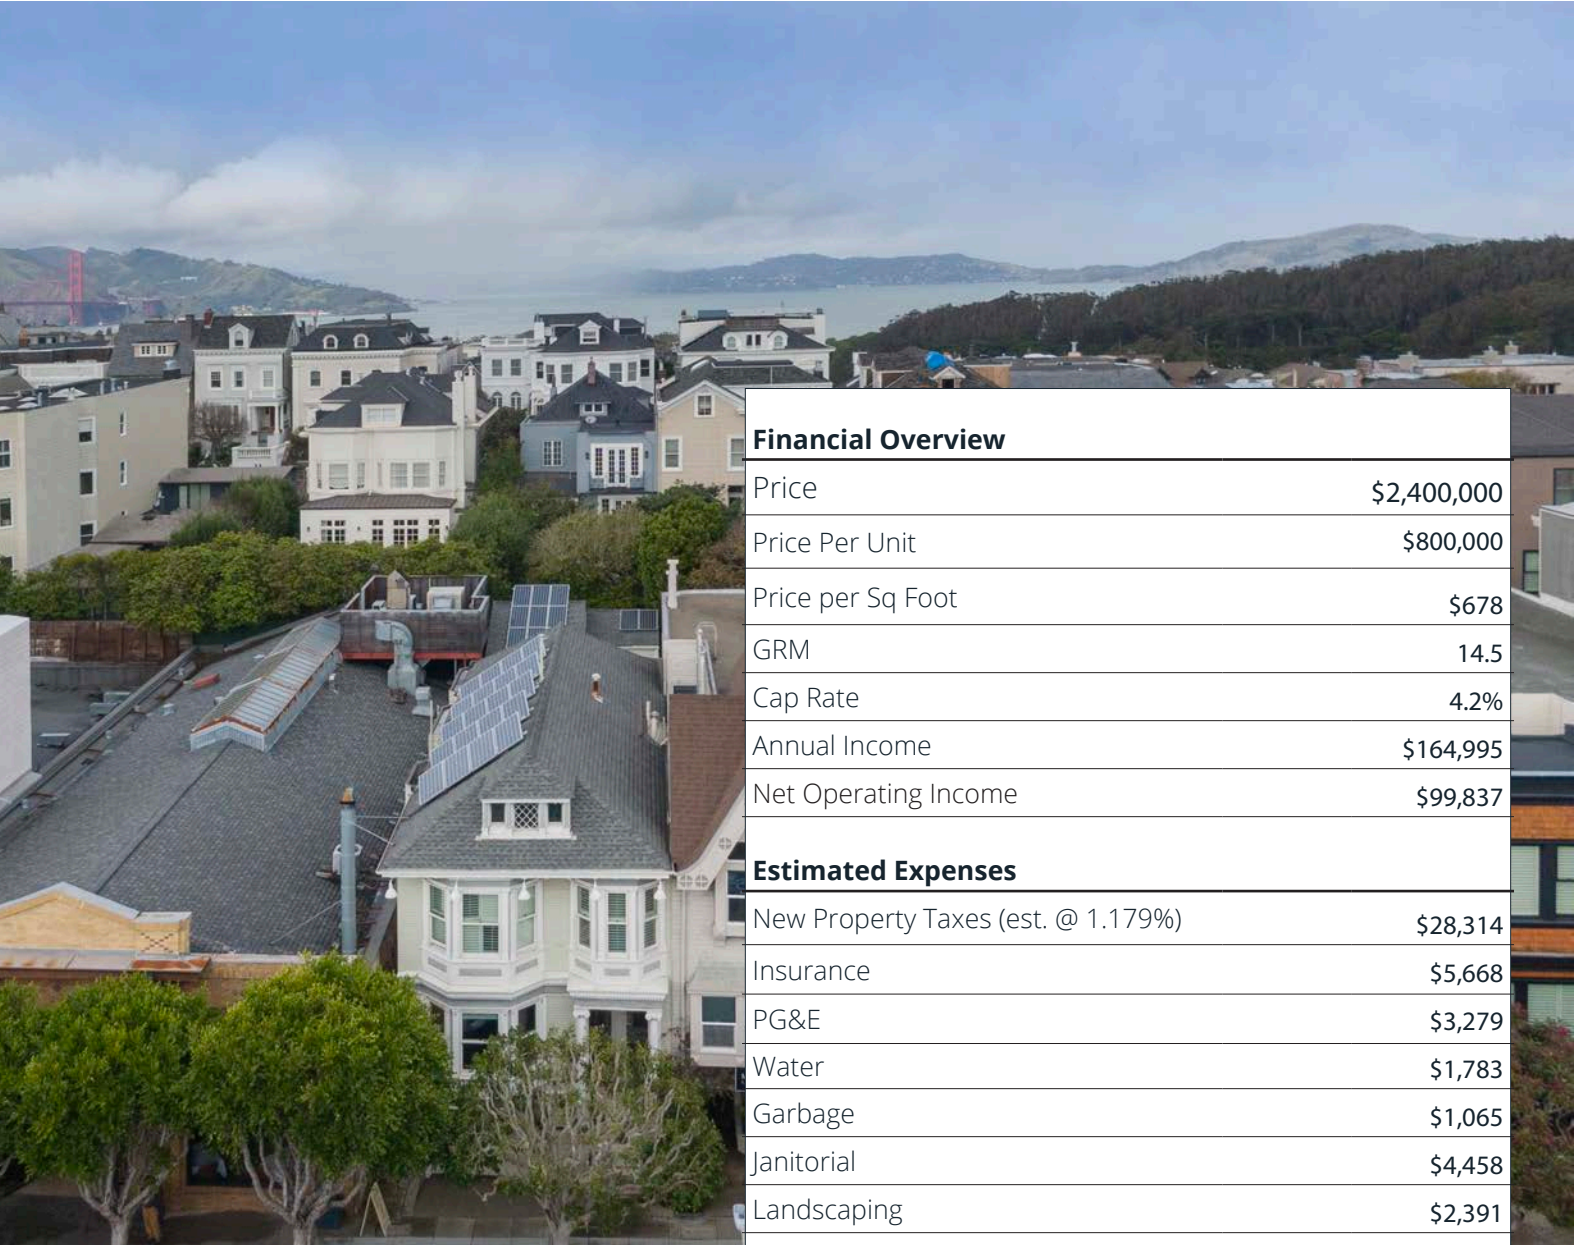 Financial Overview
Price $2,400,000
Price Per Unit $800,000
Price per Sq Foot $678
GRM 14.5
Cap Rate 4.2%
Annual Income $164,995
Net Operating Income $99,837
Estimated Expenses
New Property Taxes (est. @ 1.179%) $28,314
Insurance $5,668
PG&E $3,279
Water $1,783
Garbage $1,065
Janitorial $4,458
Landscaping $2,391